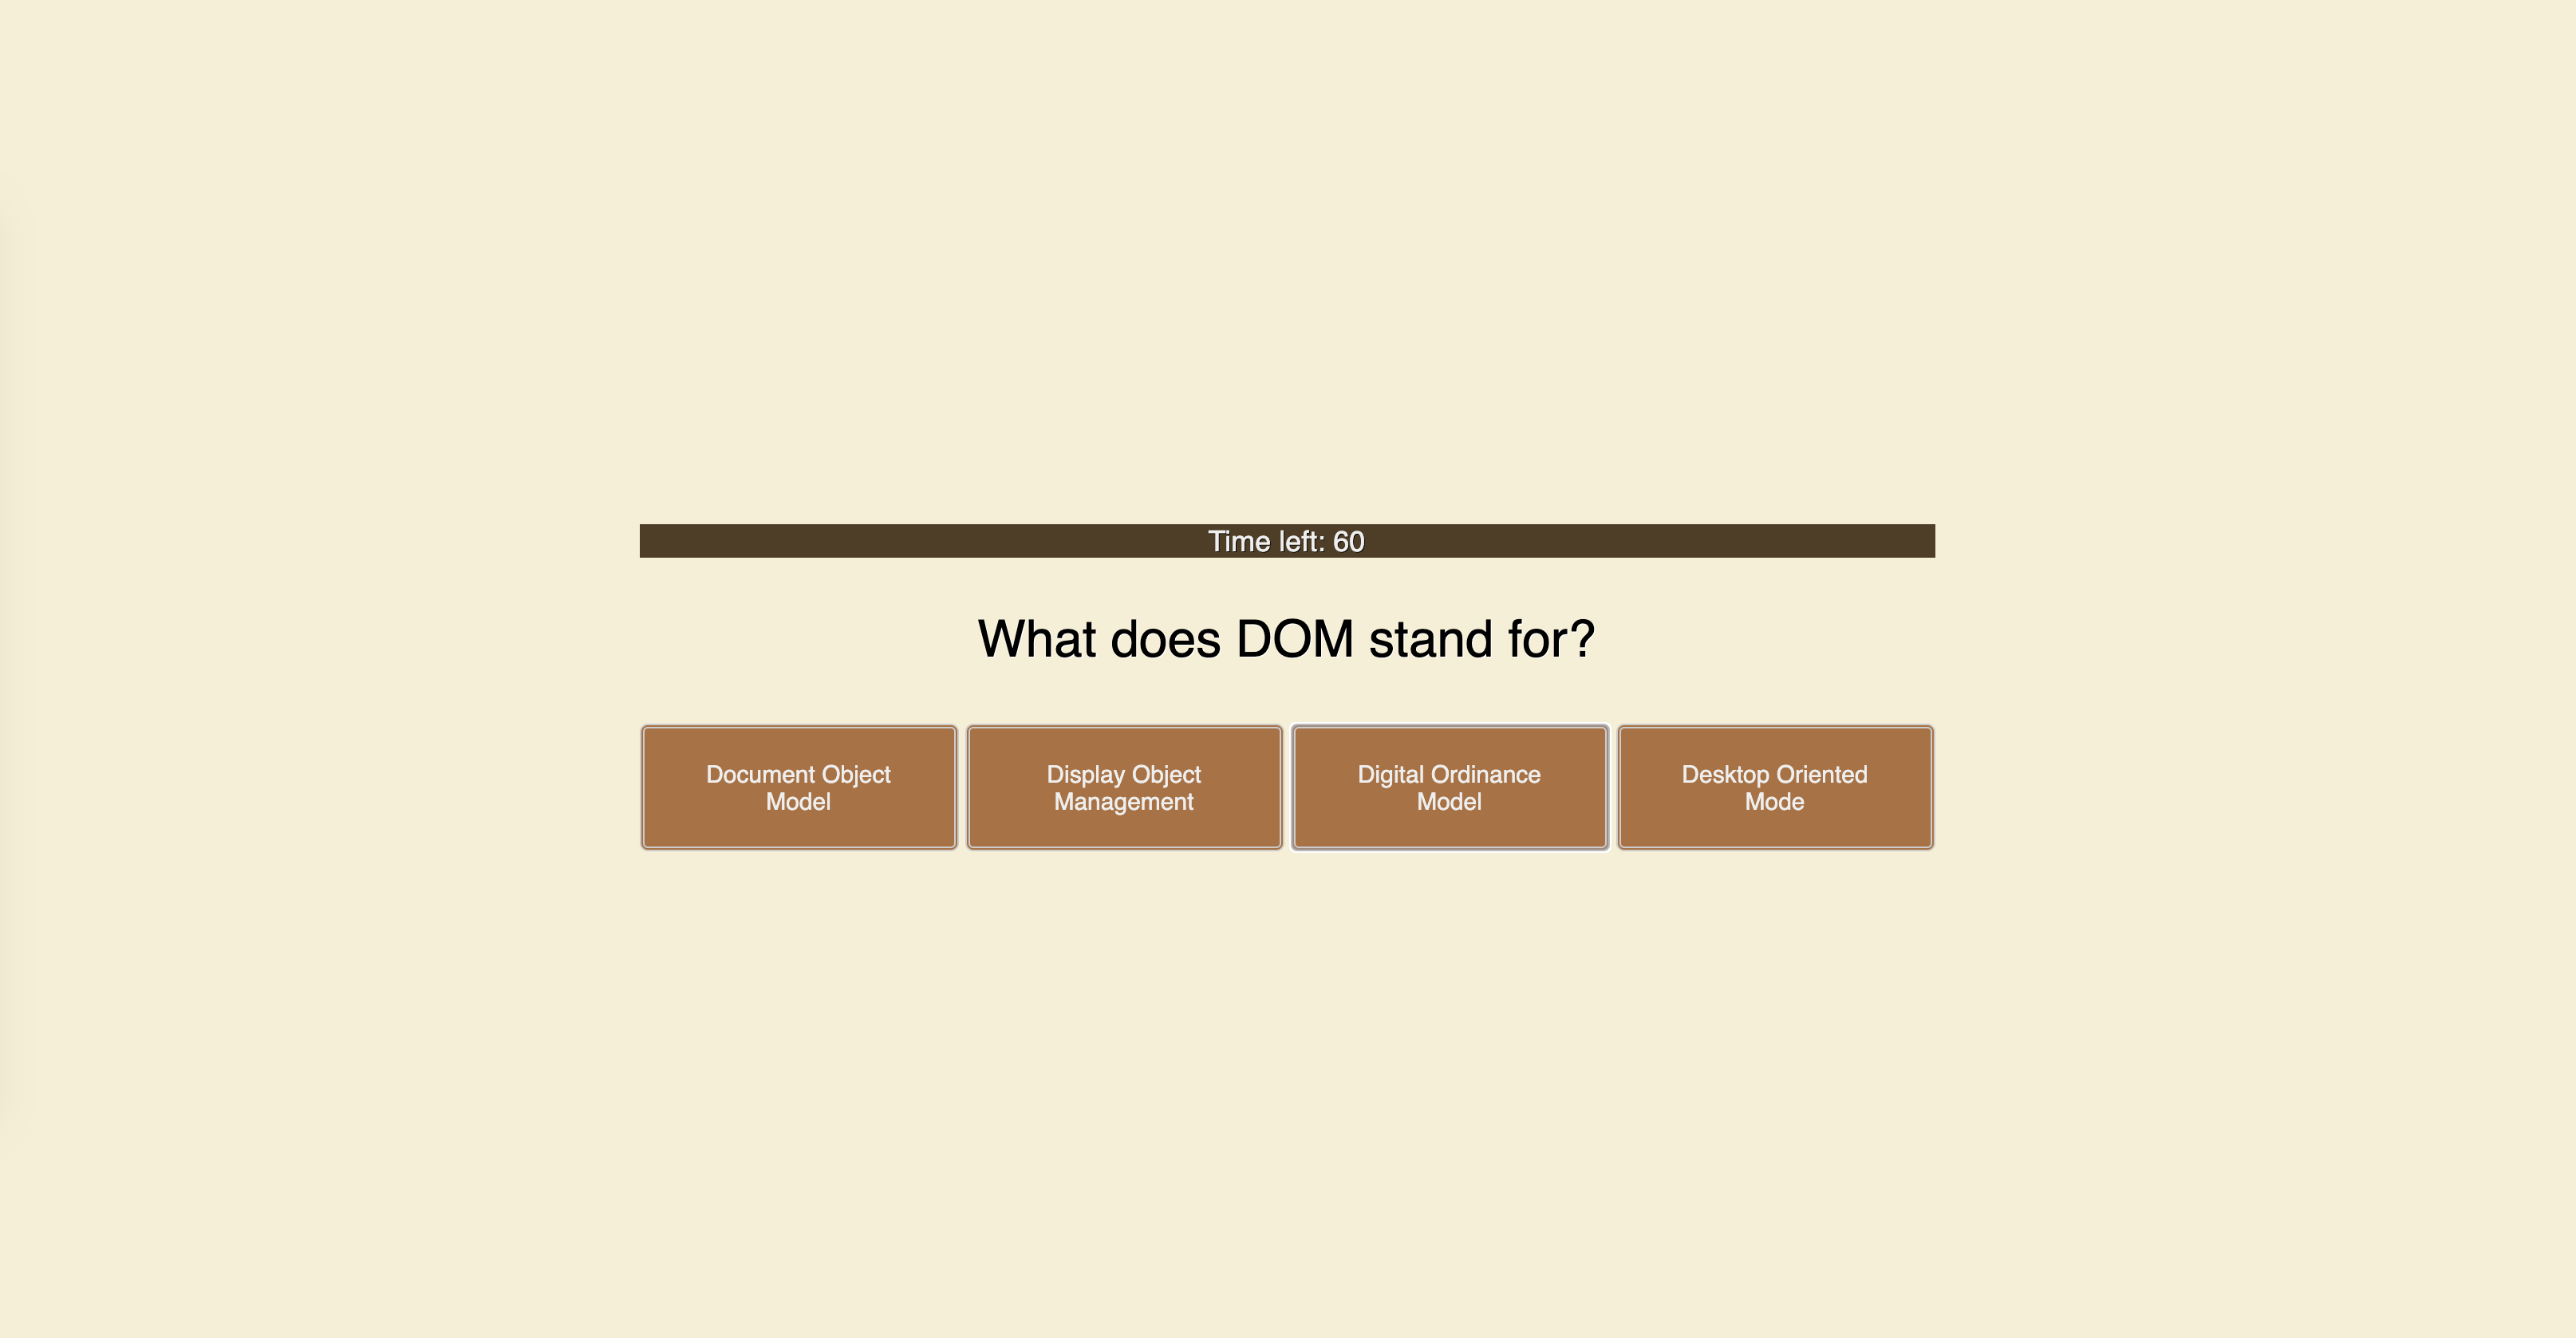 Time left: 60
What does DOM stand for?
Document Object
Model
Display Object
Management
Digital Ordinance
Model
Desktop Oriented
Mode